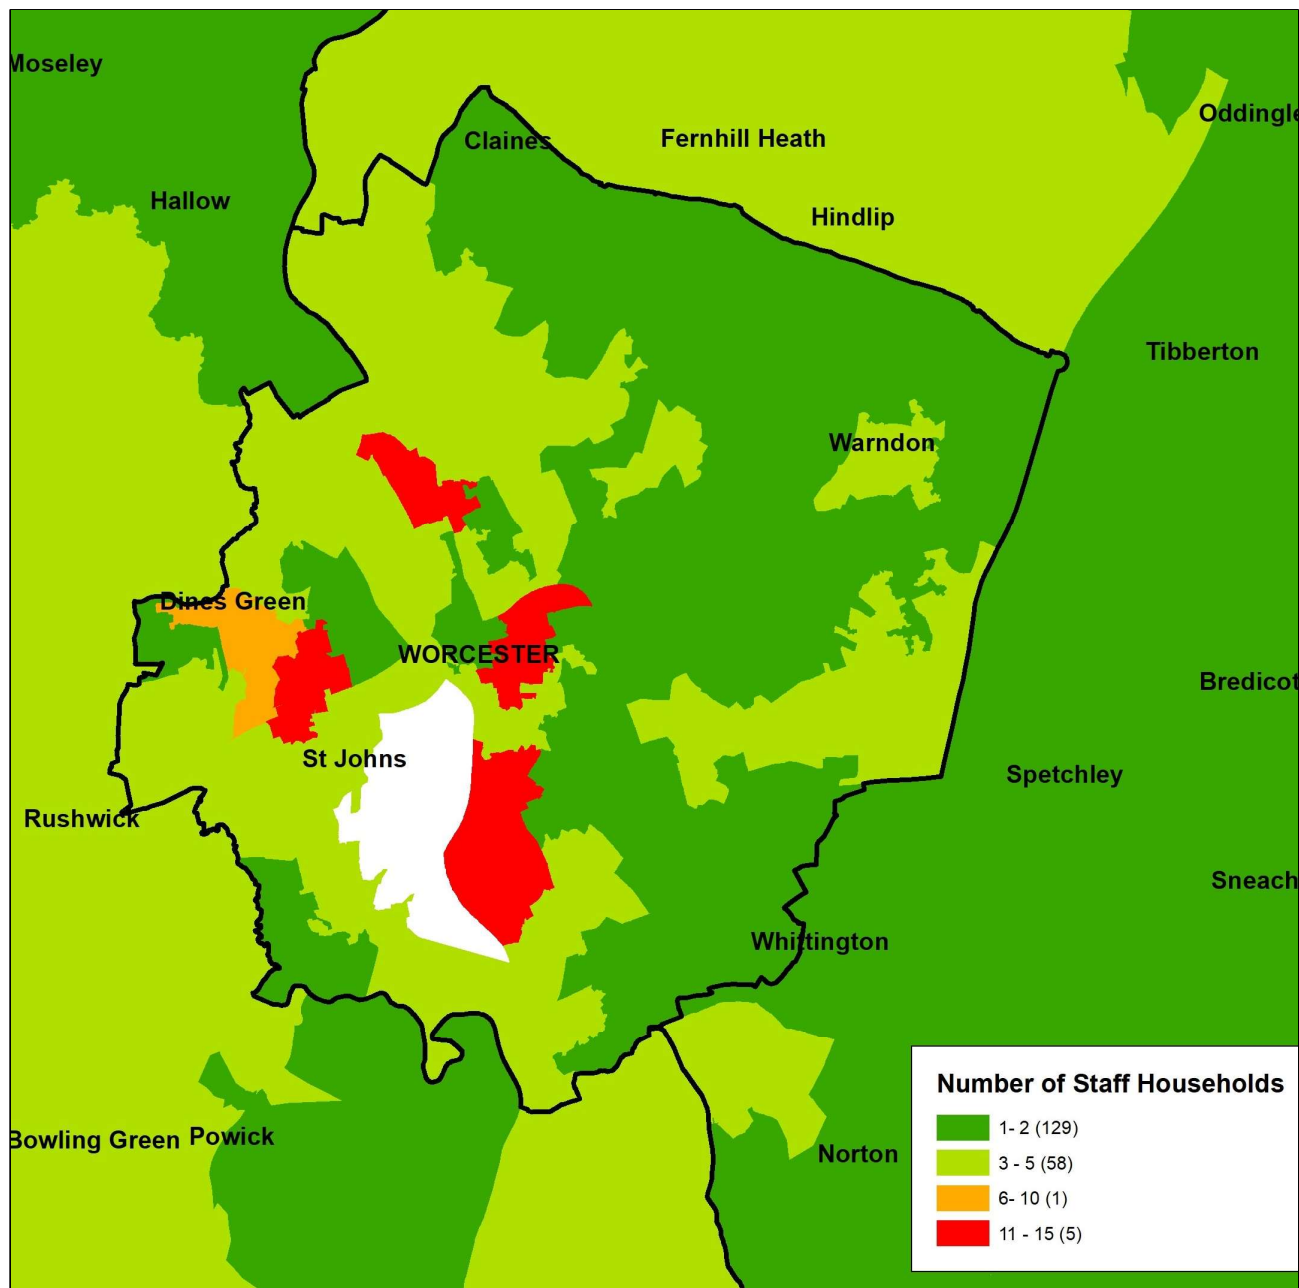 Moseley
Oddingle
Claines
Fernhill Heath
Hallow
Hindlip
Tibberton
Warndon
Dines Green
WORCESTER
Bredicot
St Johns
Spetchley
Rushwick
Sneach
Whittington
Bowling Green
Powick
Norton
Number of Staff Households
1- 2 (129)
3 - 5 (58)
6- 10 (1)
11 - 15 (5)